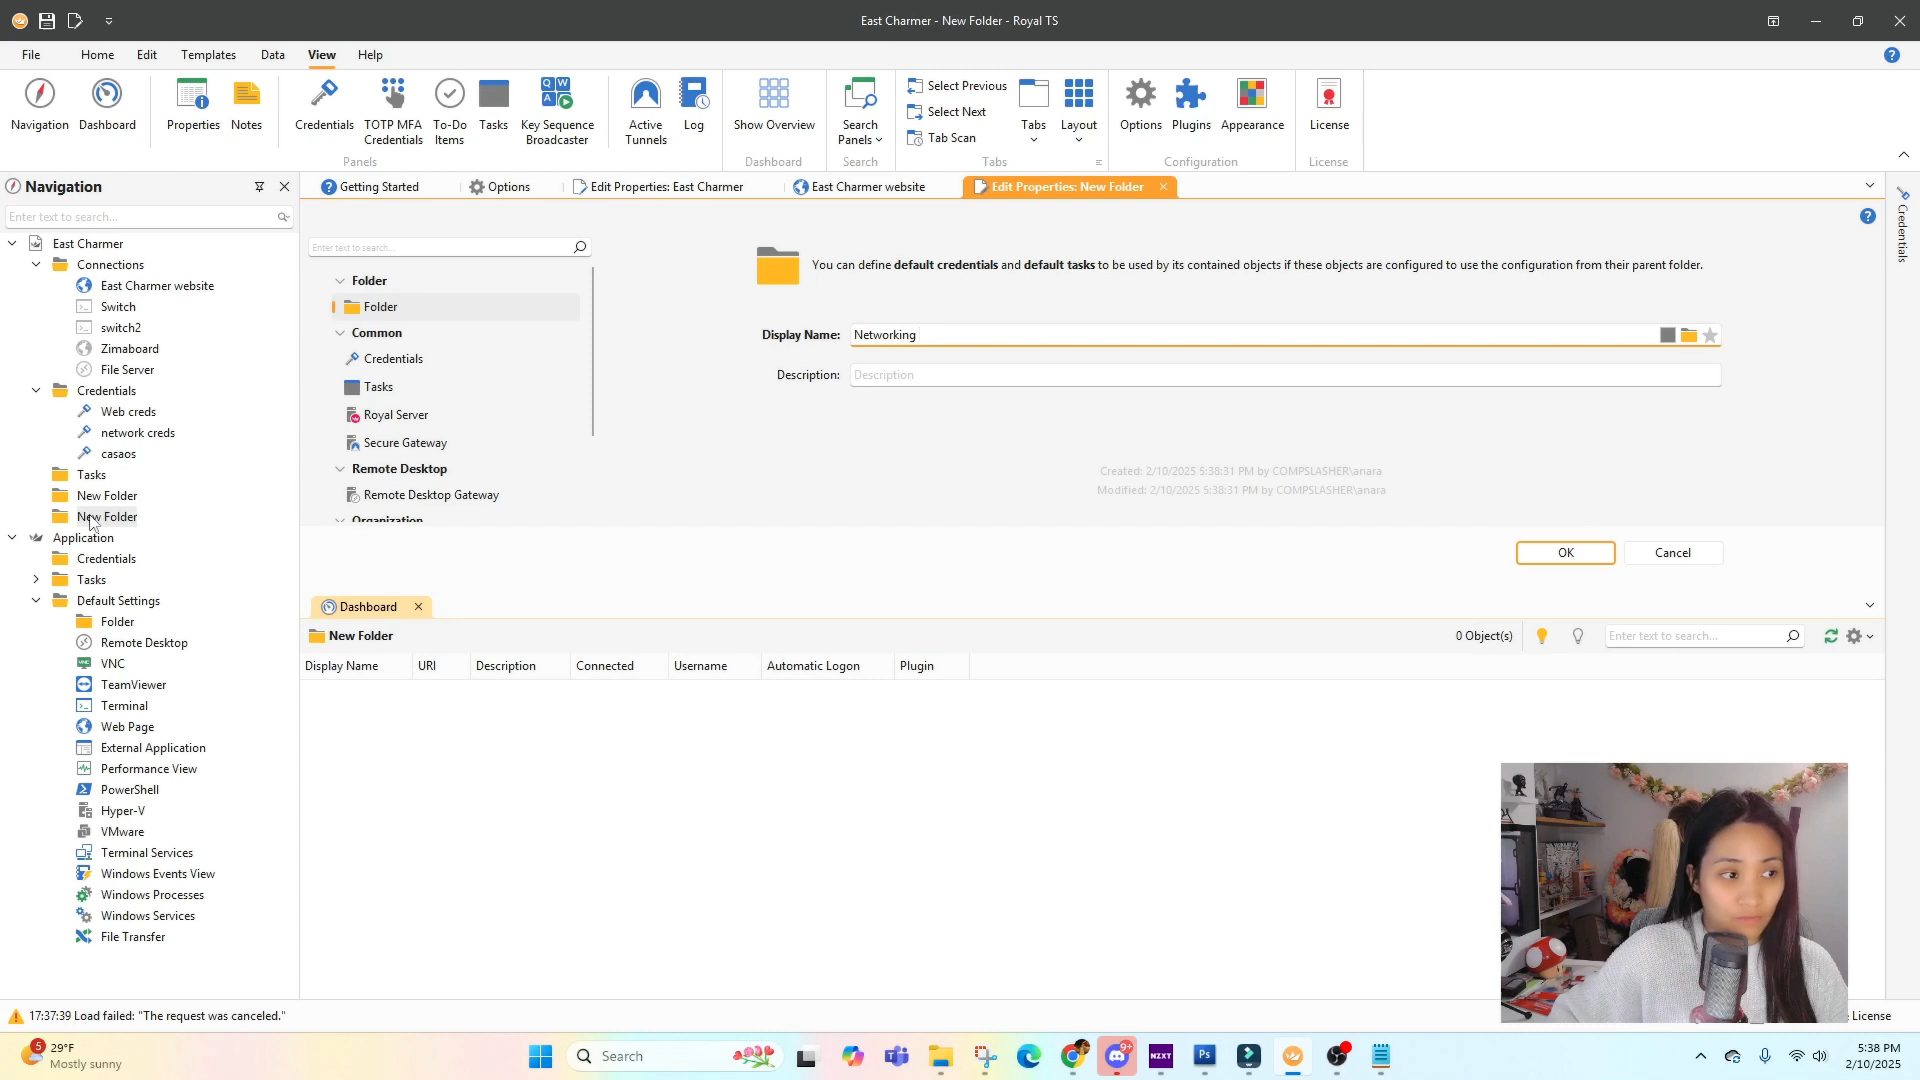 East Charmer - New Folder - Royal TS
File Home Edit Templates Data View Help
Navigation
Dashboard
Properties
Notes
Credentials
TOTP MFA
Credentials
To-Do
Items
Tasks
Q W
A
Key Sequence
Broadcaster
Panels
Active
Tunnels
Log
Show Overview
Dashboard
Search
Panels
Search
Select Previous
Select Next
Tab Scan
Tabs
Layout
Tabs
Options
Plugins
Appearance
Configuration
License
License
Navigation
Enter text to search...
East Charmer
Connections
East Charmer website
Switch
switch2
Zimaboard
File Server
Credentials
Web creds
network creds
casaos
Tasks
New Folder
New Folder
Application
Credentials
Tasks
Default Settings
Folder
Remote Desktop
VNC
TeamViewer
Terminal
Web Page
External Application
Performance View
PowerShell
Hyper-V
VMware
Terminal Services
Windows Events View
Windows Processes
Windows Services
File Transfer
Getting Started
Options
Edit Properties: East Charmer
East Charmer website
Edit Properties: New Folder
Credentials
Enter text to search...
Folder
Folder
Common
Credentials
Tasks
Royal Server
Secure Gateway
Remote Desktop
Remote Desktop Gateway
Organization
You can define default credentials and default tasks to be used by its contained objects if these objects are configured to use the configuration from their parent folder.
Display Name: Networking
Description: Description
Created: 2/10/2025 5:38:31 PM by COMPSLASHER\anara
Modified: 2/10/2025 5:38:31 PM by COMPSLASHER\anara
OK Cancel
Dashboard
New Folder
0 Object(s)
Enter text to search...
Display Name URI Description Connected Username Automatic Logon Plugin
17:37:39 Load failed: "The request was canceled."
License
5
29°F
Mostly sunny
Search
9+
NZXT
Ps
5:38 PM
2/10/2025